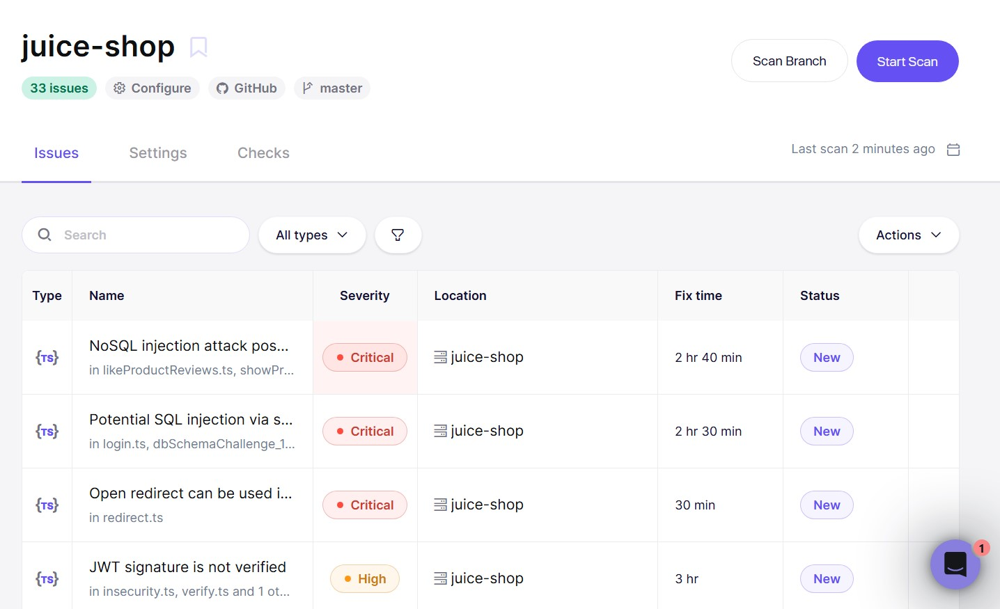 juice-shop
Scan Branch
Start Scan
33 issues
Configure
GitHub
master
Issues
Settings
Checks
Last scan 2 minutes ago
Search
All types
Actions
Type
Name
Severity
Location
Fix time
Status
{TS}
NoSQL injection attack pos...
in likeProductReviews.ts, showPr...
Critical
juice-shop
2 hr 40 min
New
{TS}
Potential SQL injection via s...
in login.ts, dbSchemaChallenge_1...
Critical
juice-shop
2 hr 30 min
New
{TS}
Open redirect can be used i...
in redirect.ts
Critical
juice-shop
30 min
New
{TS}
JWT signature is not verified
in insecurity.ts, verify.ts and 1 ot...
High
juice-shop
3 hr
New
1